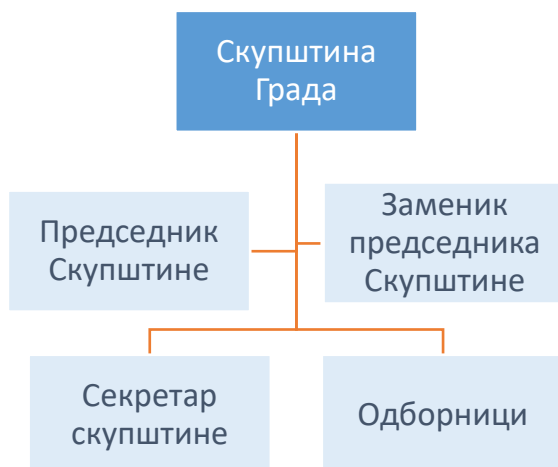 Скупштина
Града
Председник
Скупштине
Заменик
председника
Скупштине
Секретар
скупштине
Одборници